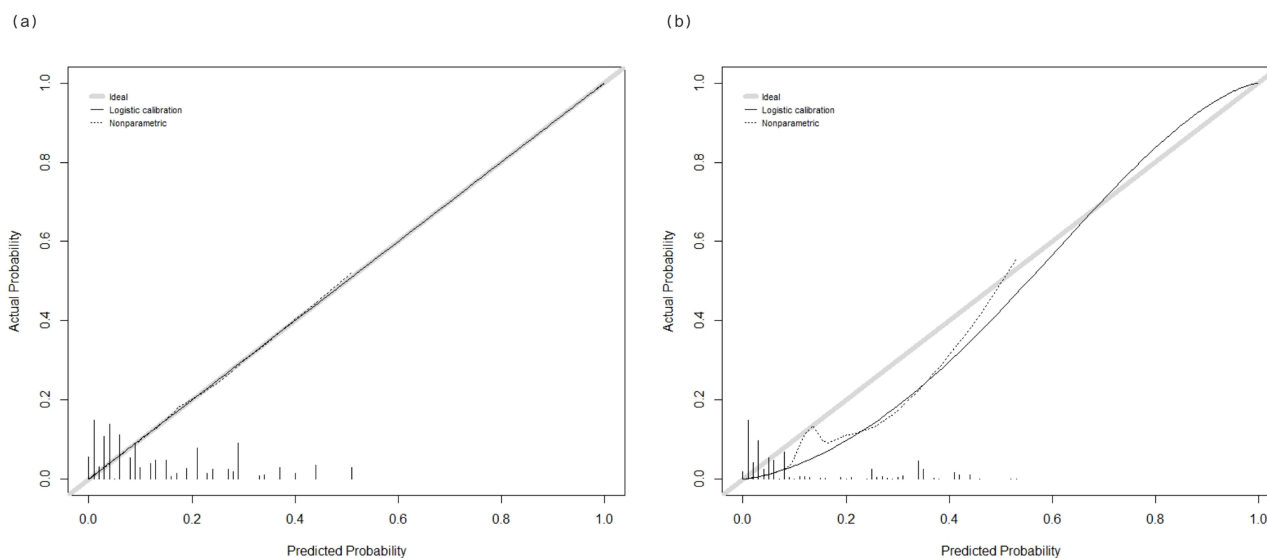 (a)
Ideal
Logistic calibration
Nonparametric
1.0
0.8
0.6
0.4
0.2
0.0
Actual Probability
0.0 0.2 0.4 0.6 0.8 1.0
Predicted Probability
(b)
Ideal
Logistic calibration
Nonparametric
1.0
0.8
0.6
0.4
0.2
0.0
Actual Probability
0.0 0.2 0.4 0.6 0.8 1.0
Predicted Probability